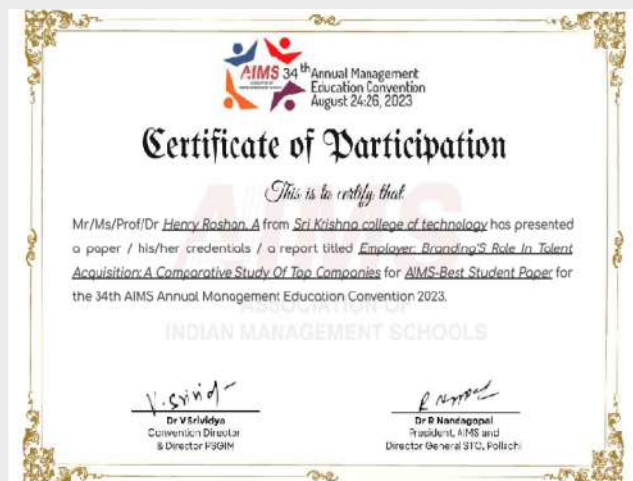 AIMS 34th Annual Management
Education Convention
August 24:26, 2023
Certificate of Participation
This is to certify that
Mr/Ms/Prof/Dr Henry Roshan. A from Sri Krishna college of technology has presented
a paper / his/her credentials / a report titled Employer: Branding'S Role In Talent
Acquisition: A Comparative Study Of Top Companies for AIMS-Best Student Paper for
the 34th AIMS Annual Management Education Convention 2023.
AIMS
ASSOCIATION OF
INDIAN MANAGEMENT SCHOOLS
V. Srivid
Dr V Srividya
Convention Director
& Director PSGIM
Dr R Nandagopal
President, AIMS and
Director General STC, Pollachi